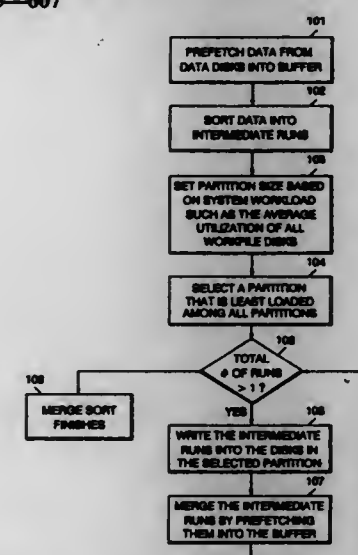 101
PREFETCH DATA FROM
DATA DISKS INTO BUFFER
102
SORT DATA INTO
INTERMEDIATE RUNS
103
SET PARTITION SIZE BASED
ON SYSTEM WORKLOAD
SUCH AS THE AVERAGE
UTILIZATION OF ALL
WORKFILE DISKS
104
SELECT A PARTITION
THAT IS LEAST LOADED
AMONG ALL PARTITIONS
TOTAL
# OF RUNS
> 1 ?
MERGE SORT
FINISHES
YES
106
WRITE THE INTERMEDIATE
RUNS INTO THE DISKS IN
THE SELECTED PARTITION
107
MERGE THE INTERMEDIATE
RUNS BY PREFETCHING
THEM INTO THE BUFFER